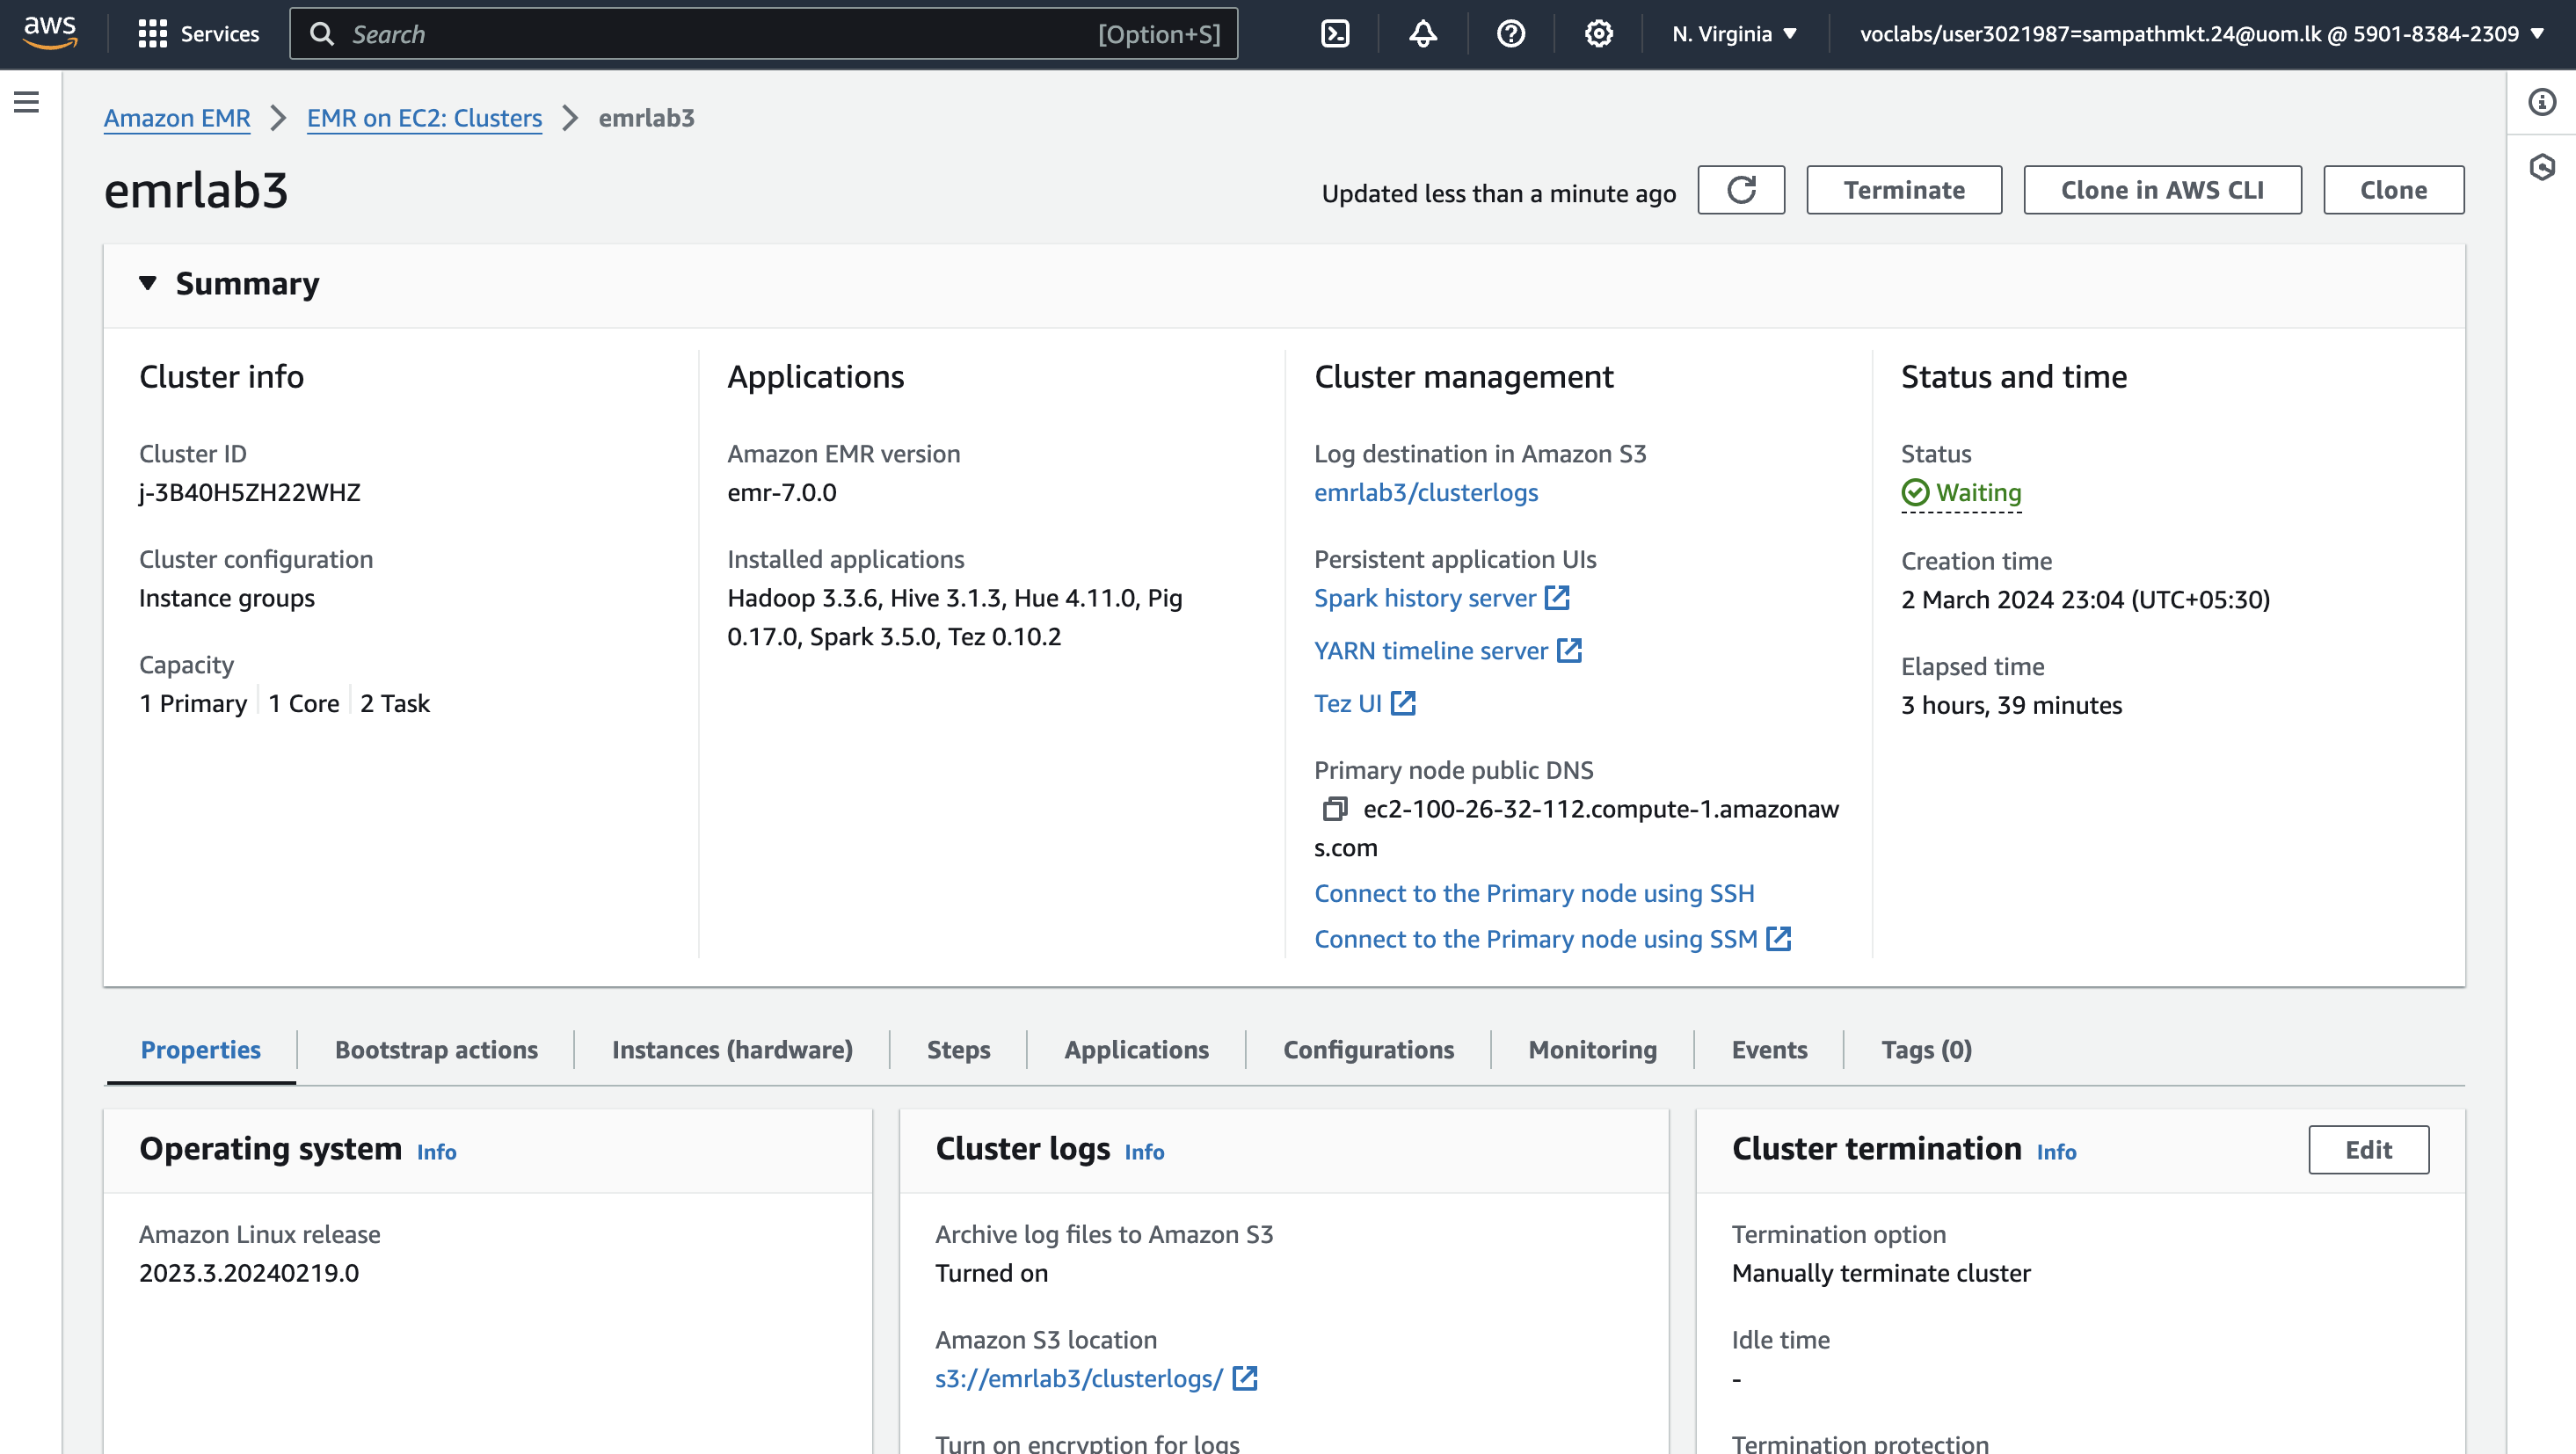 aws
Services
Search
[Option+S]
N. Virginia
voclabs/user3021987=sampathmkt.24@uom.lk @ 5901-8384-2309
Amazon EMR
EMR on EC2: Clusters
emrlab3
emrlab3
Updated less than a minute ago
Terminate
Clone in AWS CLI
Clone
Summary
Cluster info
Cluster ID
j-3B40H5ZH22WHZ
Cluster configuration
Instance groups
Capacity
1 Primary
1 Core
2 Task
Applications
Amazon EMR version
emr-7.0.0
Installed applications
Hadoop 3.3.6, Hive 3.1.3, Hue 4.11.0, Pig
0.17.0, Spark 3.5.0, Tez 0.10.2
Cluster management
Log destination in Amazon S3
emrlab3/clusterlogs
Persistent application UIs
Spark history server
YARN timeline server
Tez UI
Primary node public DNS
ec2-100-26-32-112.compute-1.amazonaw
s.com
Connect to the Primary node using SSH
Connect to the Primary node using SSM
Status and time
Status
Waiting
Creation time
2 March 2024 23:04 (UTC+05:30)
Elapsed time
3 hours, 39 minutes
Properties
Bootstrap actions
Instances (hardware)
Steps
Applications
Configurations
Monitoring
Events
Tags (0)
Operating system Info
Amazon Linux release
2023.3.20240219.0
Cluster logs Info
Archive log files to Amazon S3
Turned on
Amazon S3 location
s3://emrlab3/clusterlogs/
Turn on encryption for logs
Cluster termination Info
Edit
Termination option
Manually terminate cluster
Idle time
-
Termination protection